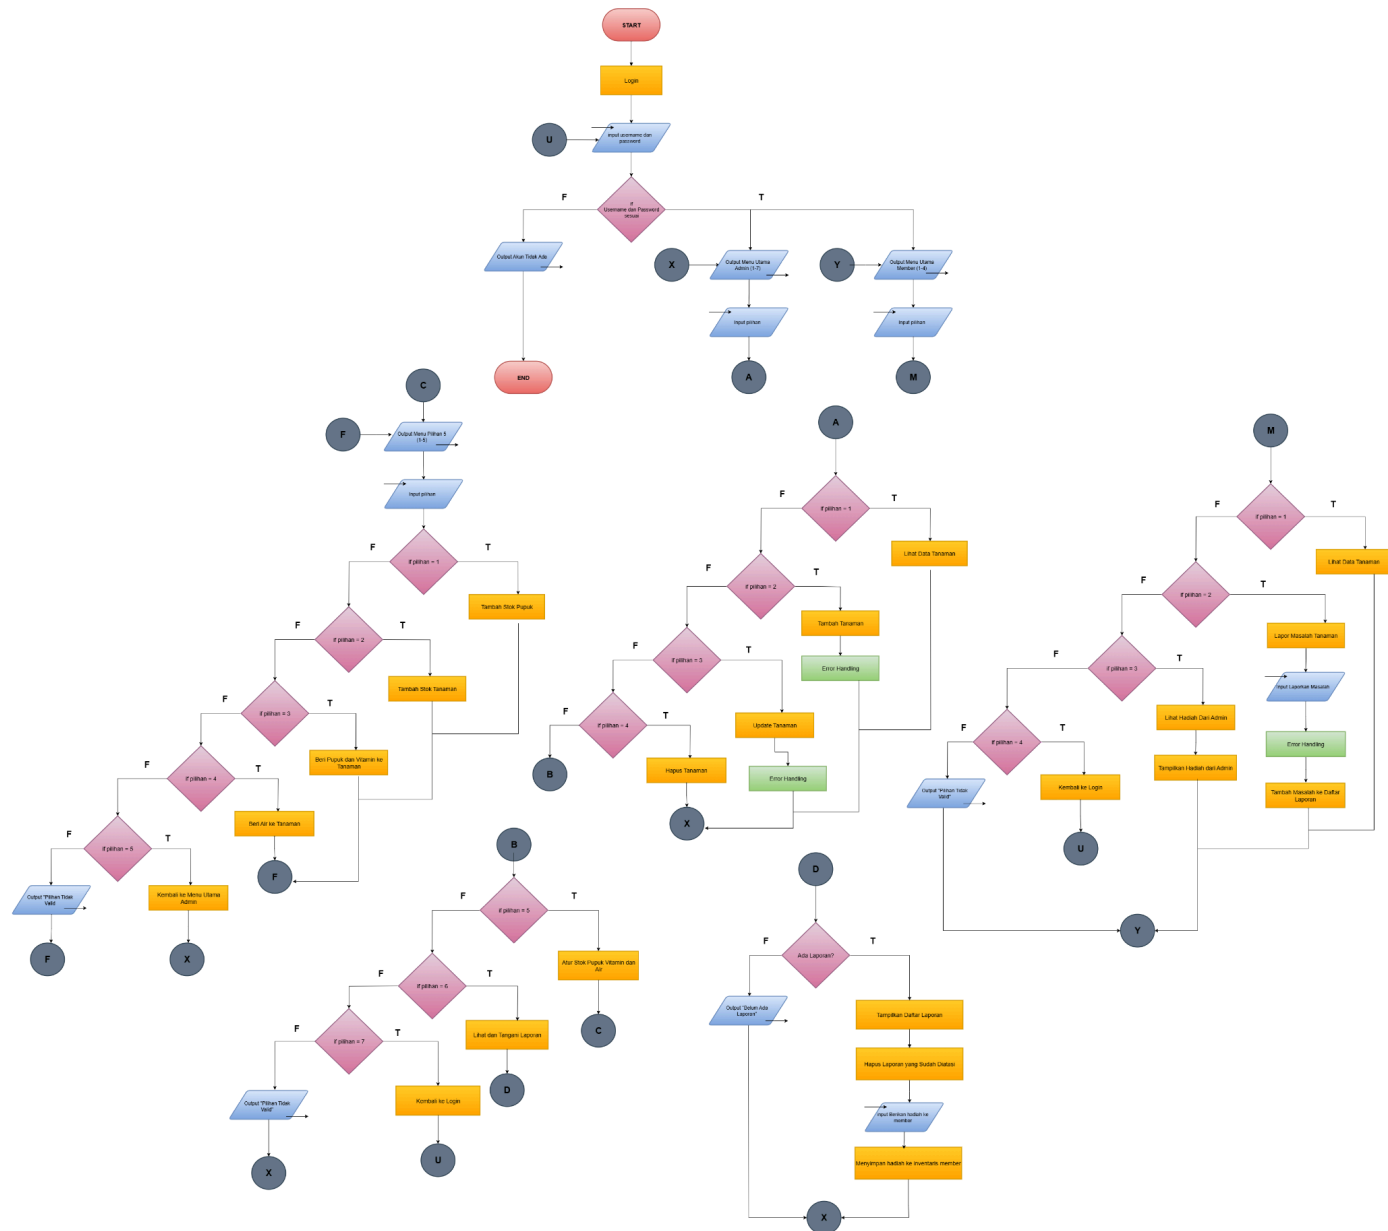 START
Login
U
Input username dan
password
F
T
if
Username dan Password
sesuai
Output Akun Tidak Ada
X
Output Menu Utama
Admin (1-7)
Y
Output Menu Utama
Member (1-4)
Input pilihan
Input pilihan
END
A
M
C
F
Output Menu Pilihan 5
(1-5)
Input pilihan
F
T
if pilihan = 1
Tambah Stok Pupuk
F
T
if pilihan = 2
Tambah Stok Tanaman
F
T
if pilihan = 3
Beri Pupuk dan Vitamin ke
Tanaman
F
T
if pilihan = 4
Beri Air ke Tanaman
F
T
if pilihan = 5
F
Output "Pilihan Tidak
Valid
Kembali ke Menu Utama
Admin
F
X
A
F
T
if pilihan = 1
Lihat Data Tanaman
F
T
if pilihan = 2
Tambah Tanaman
Error Handling
F
T
if pilihan = 3
Update Tanaman
Error Handling
F
T
if pilihan = 4
B
Hapus Tanaman
X
M
F
T
if pilihan = 1
Lihat Data Tanaman
F
T
if pilihan = 2
Lapor Masalah Tanaman
Input Laporkan Masalah
Error Handling
Tambah Masalah ke Daftar
Laporan
F
T
if pilihan = 3
Lihat Hadiah Dari Admin
Tampilkan Hadiah dari Admin
F
T
if pilihan = 4
Output "Pilihan Tidak
Valid"
Kembali ke Login
U
Y
B
F
T
if pilihan = 5
Atur Stok Pupuk Vitamin dan
Air
C
F
T
if pilihan = 6
Lihat dan Tangani Laporan
D
F
T
if pilihan = 7
Output "Pilihan Tidak
Valid"
Kembali ke Login
X
U
D
F
T
Ada Laporan?
Output "Belum Ada
Laporan"
Tampilkan Daftar Laporan
Hapus Laporan yang Sudah Diatasi
Input Berikan hadiah ke
member
Menyimpan hadiah ke inventaris member
X